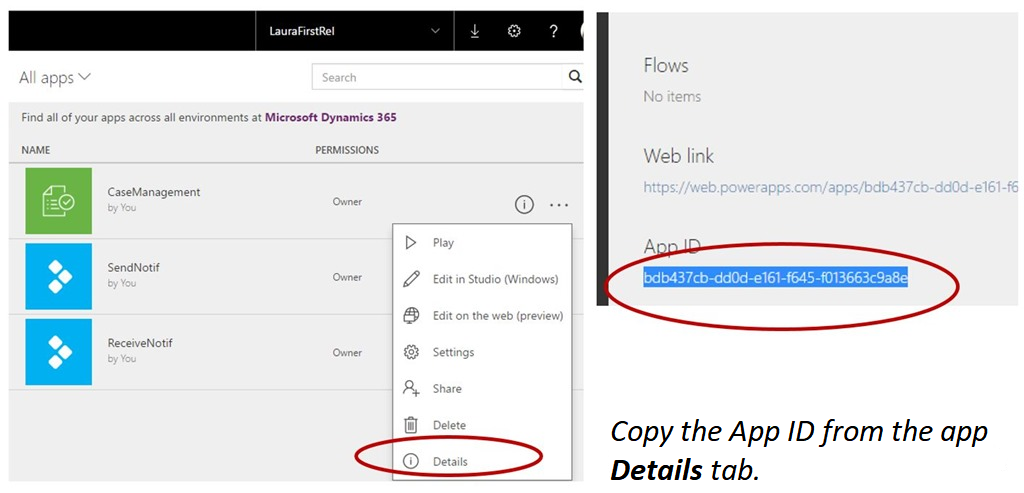 LaurafirstRel
?
All apps
Search
Find all of your apps across all environments at Microsoft Dynamics 365
NAME PERMISSIONS
CaseManagement
by You
Owner
SendNotif
by You
Owner
ReceiveNotif
by You
Owner
Play
Edit in Studio (Windows)
Edit on the web (preview)
Settings
Share
Delete
Details
Flows
No items
Web link
https://web.powerapps.com/apps/bdb437cb-dd0d-e161-f6
App ID
bdb437cb-dd0d-e161-f645-f013663c9a8e
Copy the App ID from the app
Details tab.